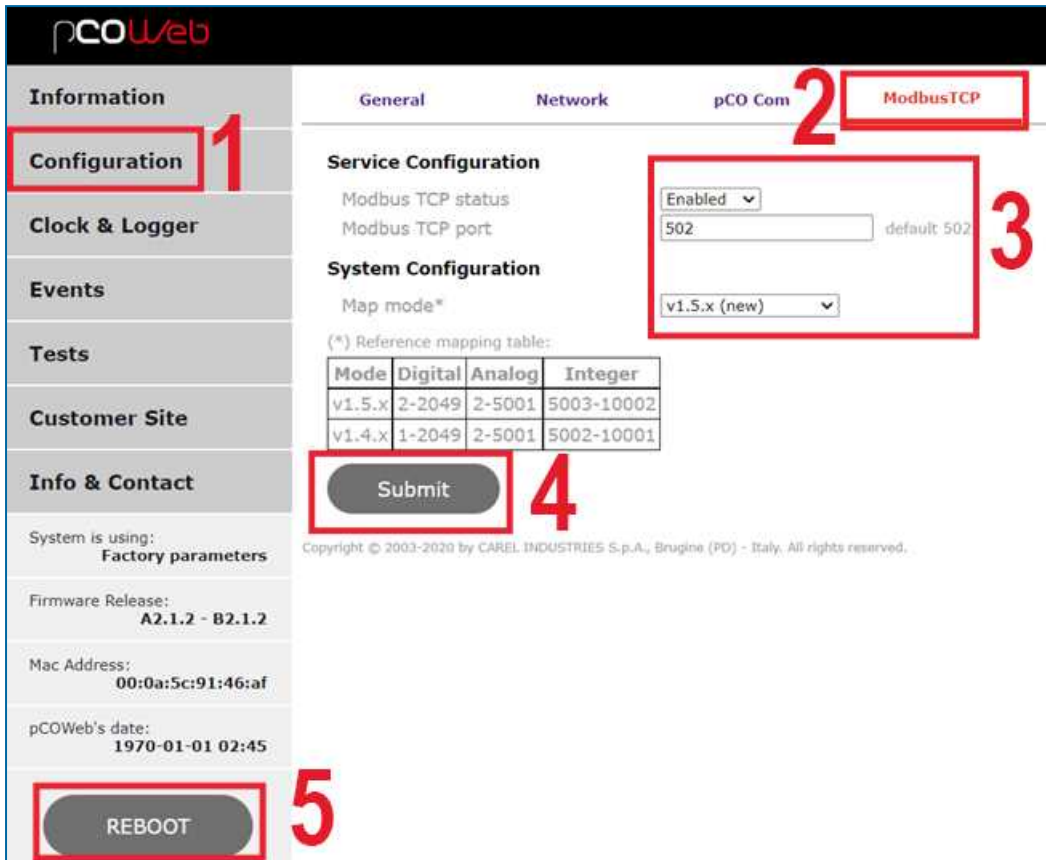 pCOWeb
Information
Configuration
Clock & Logger
Events
Tests
Customer Site
Info & Contact
System is using:
Factory parameters
Firmware Release:
A2.1.2 - B2.1.2
Mac Address:
00:0a:5c:91:46:af
pCOWeb's date:
1970-01-01 02:45
REBOOT
1
5
General Network pCO Com 2 ModbusTCP
Service Configuration
Modbus TCP status Enabled
Modbus TCP port 502 default 502
3
System Configuration
Map mode* v1.5.x (new)
(*) Reference mapping table:
Mode Digital Analog Integer
v1.5.x 2-2049 2-5001 5003-10002
v1.4.x 1-2049 2-5001 5002-10001
Submit 4
Copyright © 2003-2020 by CAREL INDUSTRIES S.p.A., Brugine (PD) - Italy. All rights reserved.